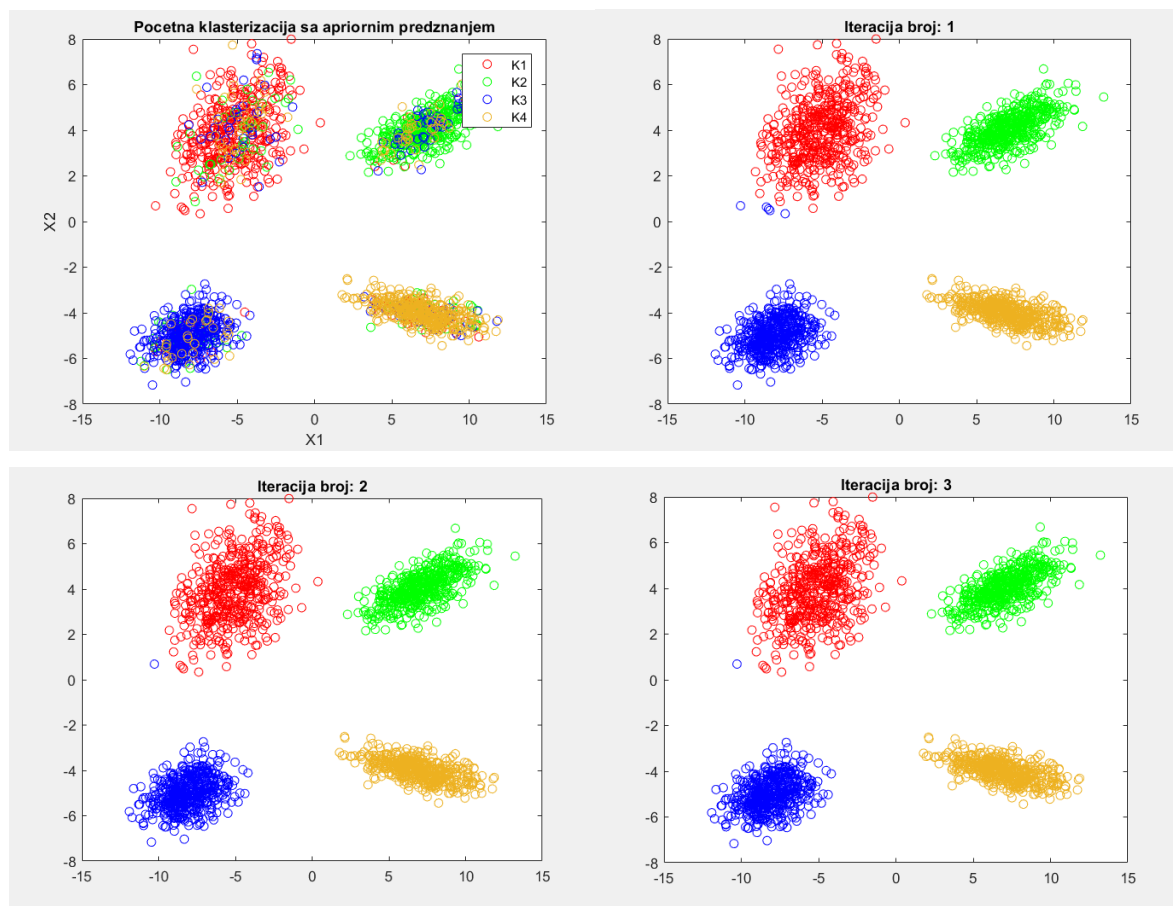 Pocetna klasterizacija sa apriornim predznanjem
8
6
4
2
0
-2
-4
-6
-8
X2
K1
K2
K3
K4
-15 -10 -5 0 5 10 15
X1
Iteracija broj: 1
8
6
4
2
0
-2
-4
-6
-8
-15 -10 -5 0 5 10 15
Iteracija broj: 2
8
6
4
2
0
-2
-4
-6
-8
-15 -10 -5 0 5 10 15
Iteracija broj: 3
8
6
4
2
0
-2
-4
-6
-8
-15 -10 -5 0 5 10 15